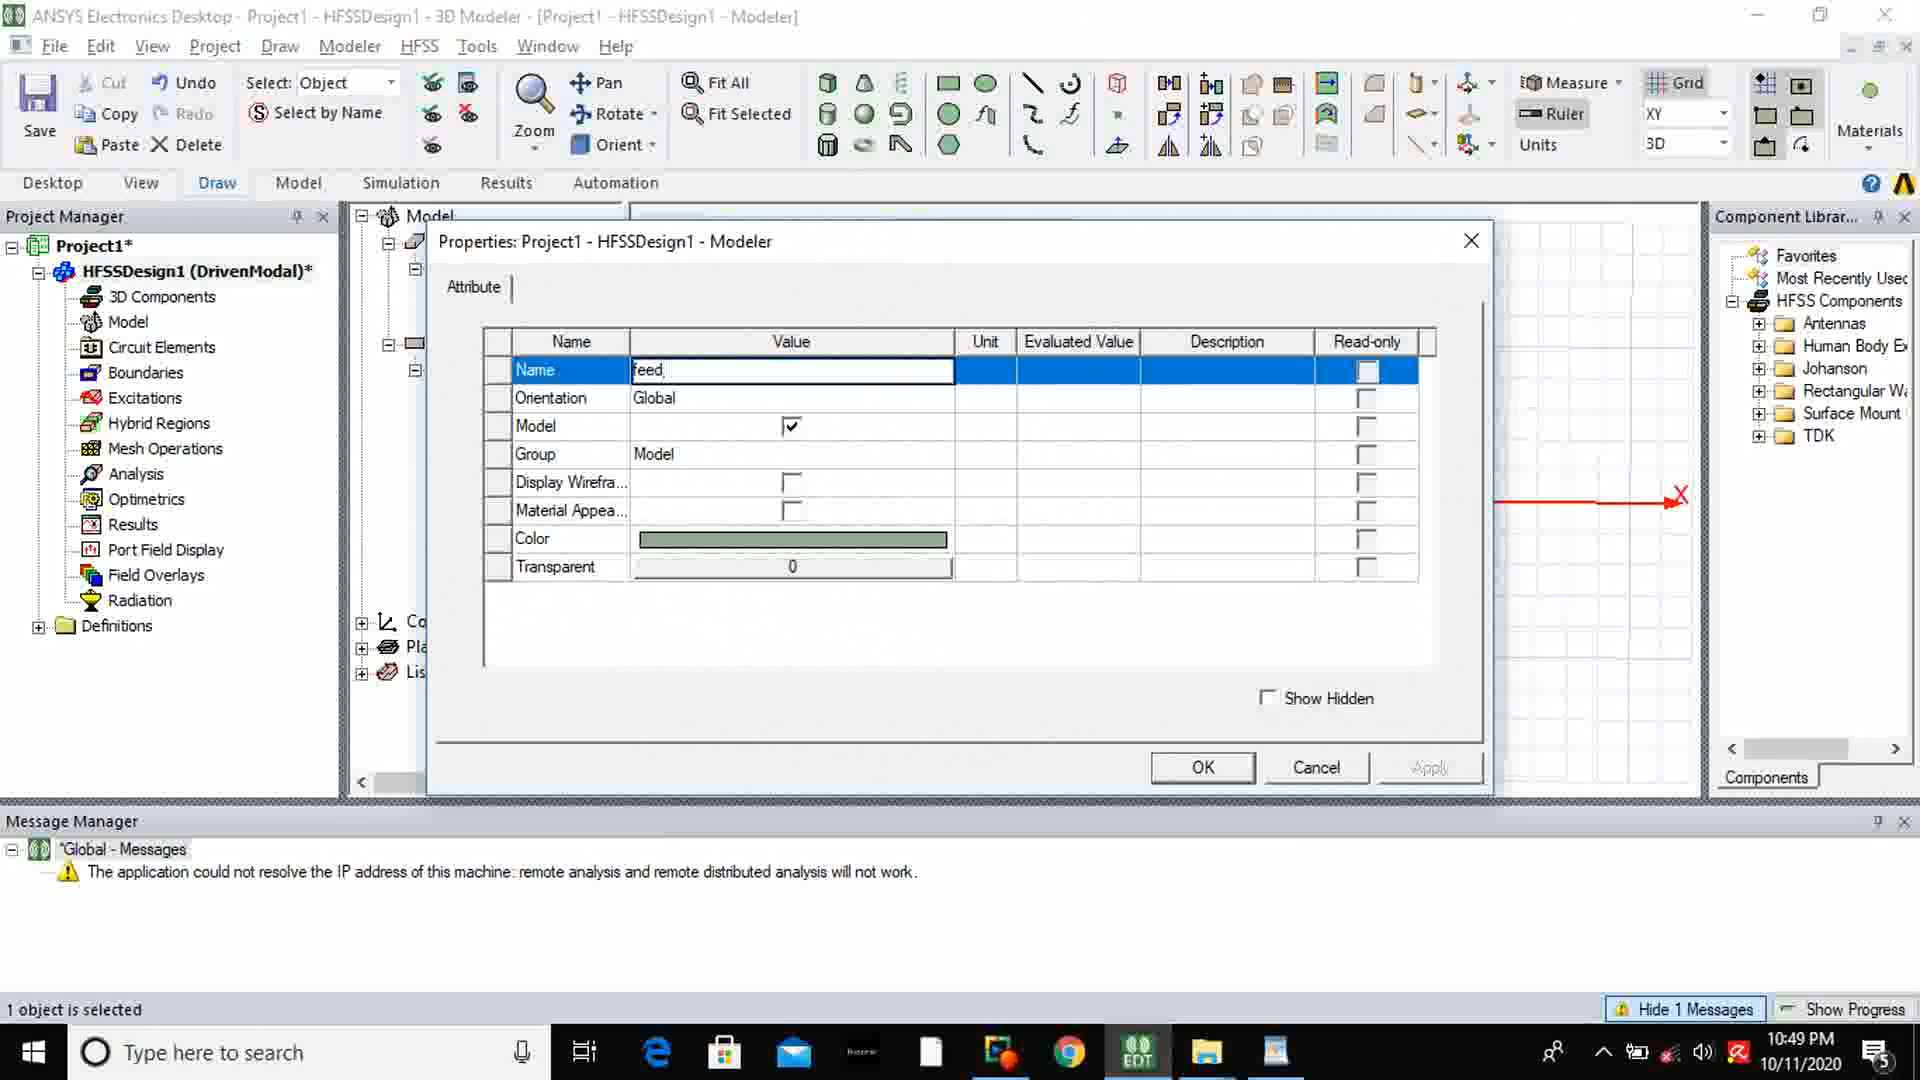 ANSYS Electronics Desktop - Project1 - HFSSDesign1 - 3D Modeler - [Project1 - HFSSDesign1 - Modeler]
File Edit View Project Draw Modeler HFSS Tools Window Help
Save
Cut
Copy
Paste
Undo
Redo
Delete
Select: Object
Select by Name
Zoom
Pan
Rotate
Orient
Fit All
Fit Selected
Measure
Ruler
Units
Grid
XY
3D
Materials
Desktop View Draw Model Simulation Results Automation
Project Manager
Project1*
HFSSDesign1 (DrivenModal)*
3D Components
Model
Circuit Elements
Boundaries
Excitations
Hybrid Regions
Mesh Operations
Analysis
Optimetrics
Results
Port Field Display
Field Overlays
Radiation
Definitions
Model
Co
Pla
Lis
Properties: Project1 - HFSSDesign1 - Modeler
Attribute
Name Value Unit Evaluated Value Description Read-only
Name feed
Orientation Global
Model
Group Model
Display Wirefra...
Material Appea...
Color
Transparent 0
Show Hidden
OK Cancel Apply
X
Component Librar...
Favorites
Most Recently Used
HFSS Components
Antennas
Human Body Ex
Johanson
Rectangular Wa
Surface Mount
TDK
Components
Message Manager
*Global - Messages
The application could not resolve the IP address of this machine: remote analysis and remote distributed analysis will not work.
1 object is selected
Hide 1 Messages
Show Progress
Type here to search
EDT
10:49 PM
10/11/2020
5